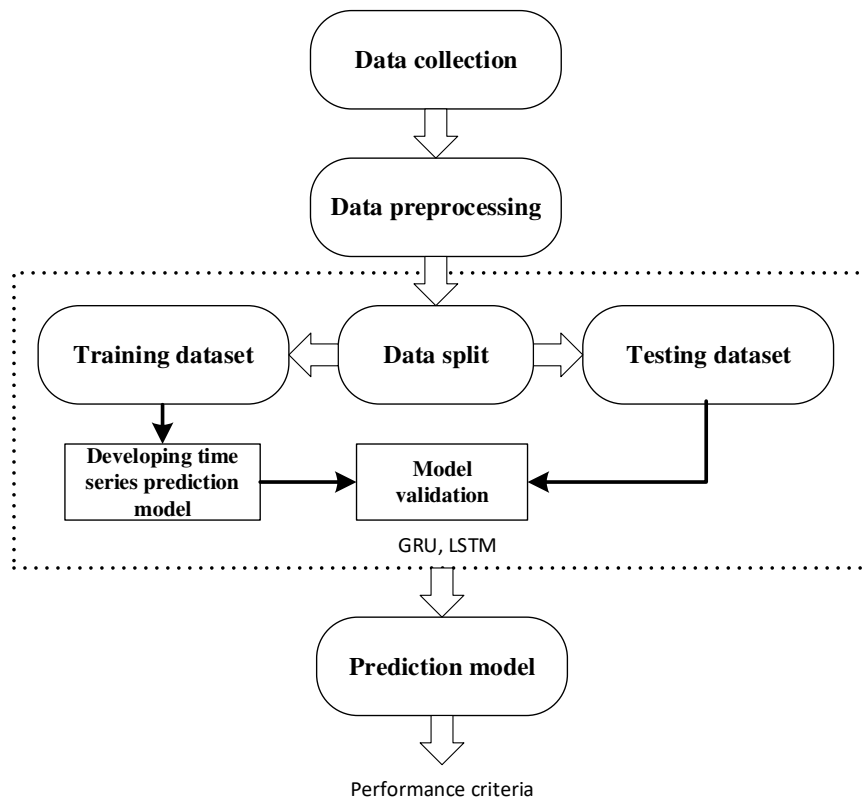 Data collection
Data preprocessing
Training dataset
Data split
Testing dataset
Developing time
series prediction
model
Model
validation
GRU, LSTM
Prediction model
Performance criteria